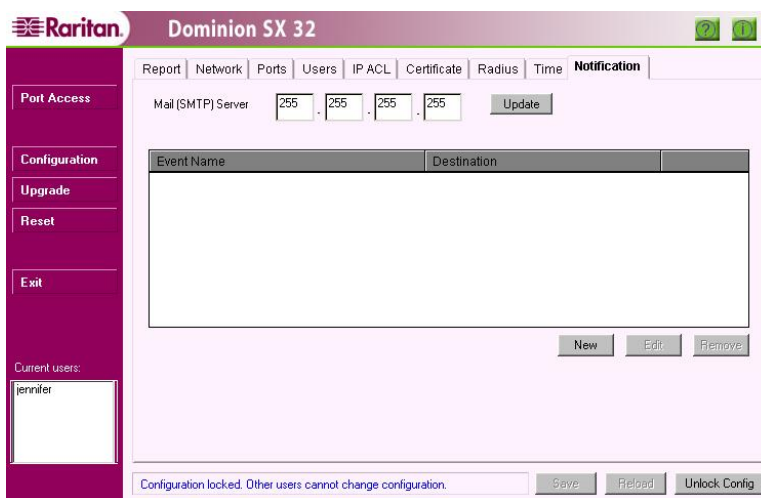 Raritan.
Dominion SX 32
? i
Report Network Ports Users IP ACL Certificate Radius Time Notification
Port Access
Mail (SMTP) Server 255 . 255 . 255 . 255 Update
Configuration
Event Name Destination
Upgrade
Reset
Exit
New Edit Remove
Current users:
jennifer
Configuration locked. Other users cannot change configuration. Save Reload Unlock Config